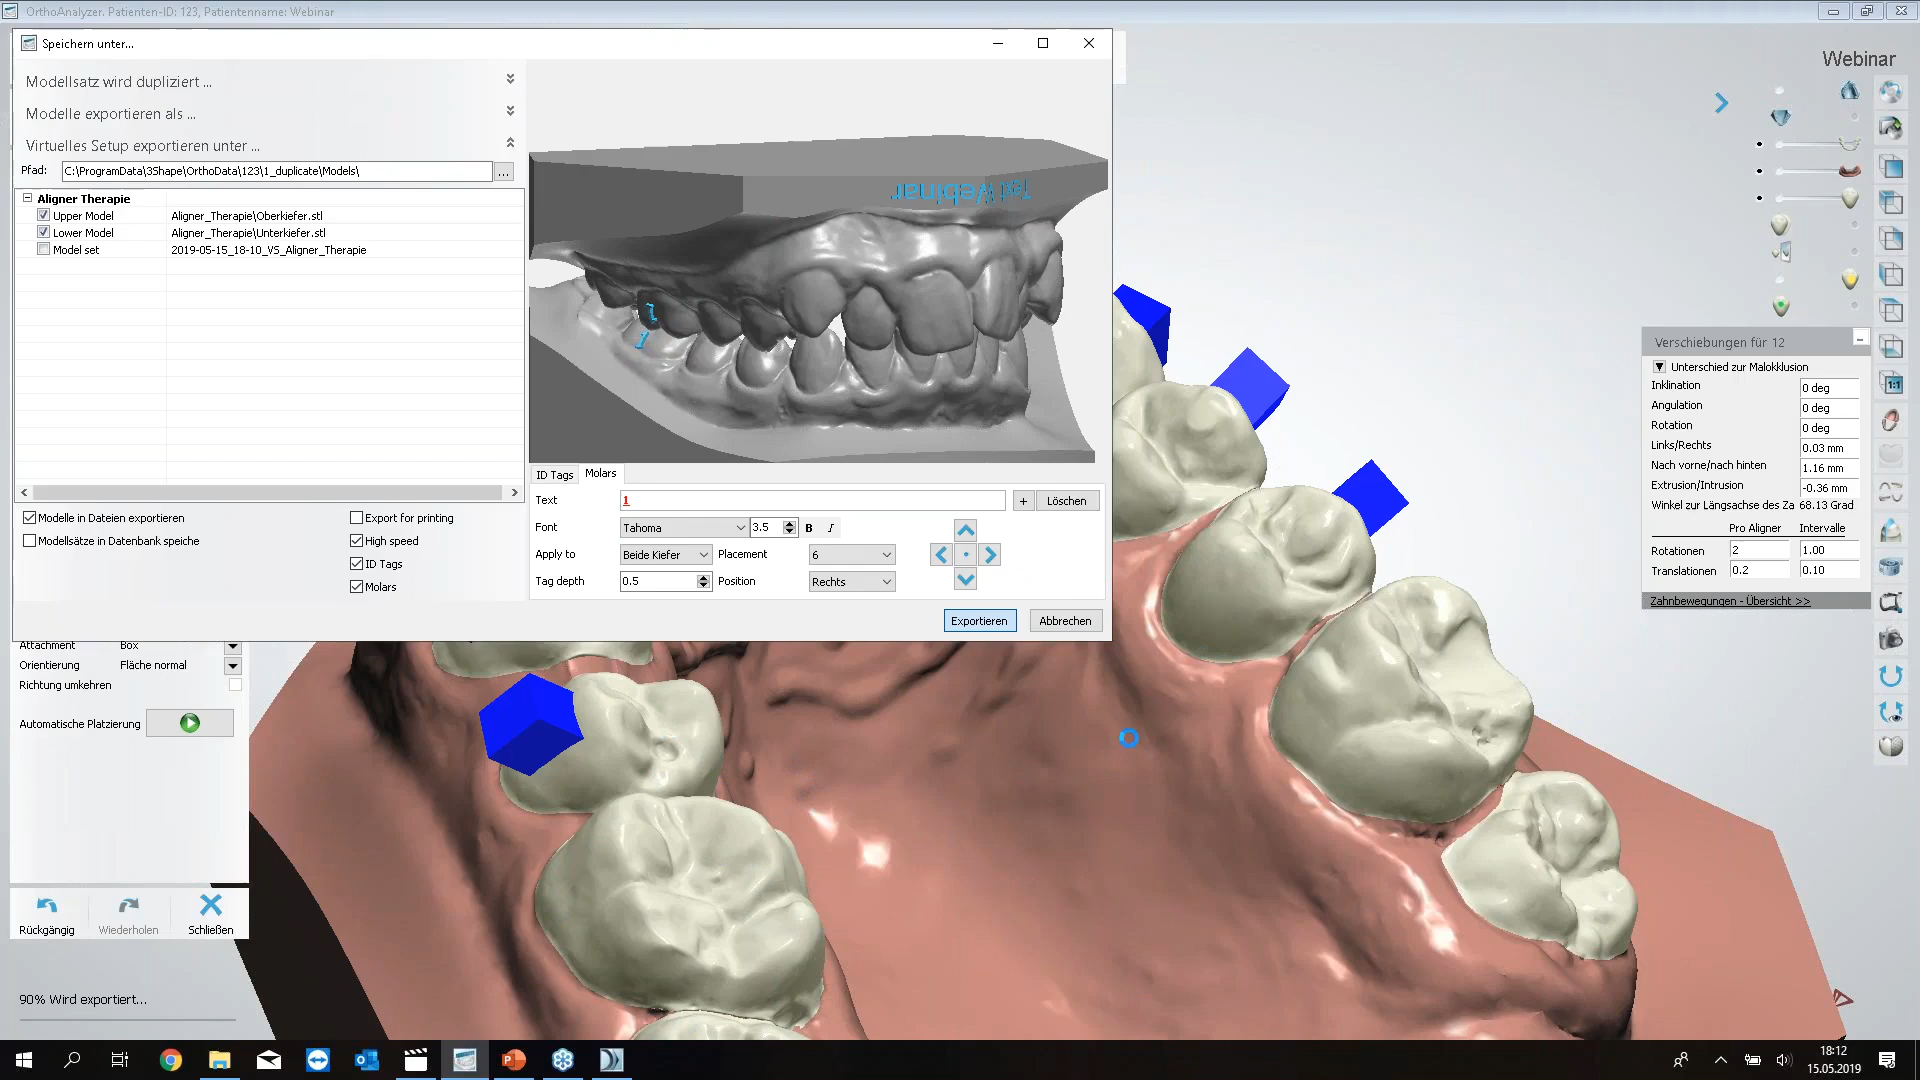 OrthoAnalyzer. Patienten-ID: 123, Patientenname: Webinar
Speichern unter...
Webinar
Modellsatz wird dupliziert ...
Modelle exportieren als ...
Virtuelles Setup exportieren unter ...
Pfad: C:\ProgramData\3Shape\OrthoData\123\1_duplicate\Models\ ...
Aligner Therapie
Upper Model Aligner_Therapie\Oberkiefer.stl
Lower Model Aligner_Therapie\Unterkiefer.stl
Model set 2019-05-15_18-10_VS_Aligner_Therapie
Text Webinar
1
1
ID Tags Molars
Text 1 + Löschen
Font Tahoma 3.5 B I
Apply to Beide Kiefer Placement 6
Tag depth 0.5 Position Rechts
Modelle in Dateien exportieren
Modellsätze in Datenbank speiche
Export for printing
High speed
ID Tags
Molars
Exportieren Abbrechen
Verschiebungen für 12
Unterschied zur Malokklusion
Inklination 0 deg
Angulation 0 deg
Rotation 0 deg
Links/Rechts 0.03 mm
Nach vorne/nach hinten 1.16 mm
Extrusion/Intrusion -0.36 mm
Winkel zur Längsachse des Za 68.13 Grad
Pro Aligner Intervalle
Rotationen 2 1.00
Translationen 0.2 0.10
Zahnbewegungen - Übersicht >>
1:1
Attachment Box
Orientierung Fläche normal
Richtung umkehren
Automatische Platzierung
Rückgängig Wiederholen Schließen
90% Wird exportiert...
18:12
15.05.2019